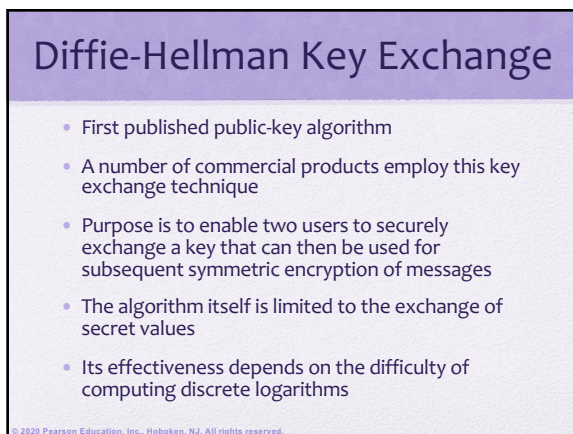 Diffie-Hellman Key Exchange
• First published public-key algorithm
• A number of commercial products employ this key
exchange technique
• Purpose is to enable two users to securely
exchange a key that can then be used for
subsequent symmetric encryption of messages
• The algorithm itself is limited to the exchange of
secret values
• Its effectiveness depends on the difficulty of
computing discrete logarithms
© 2020 Pearson Education, Inc., Hoboken, NJ. All rights reserved.